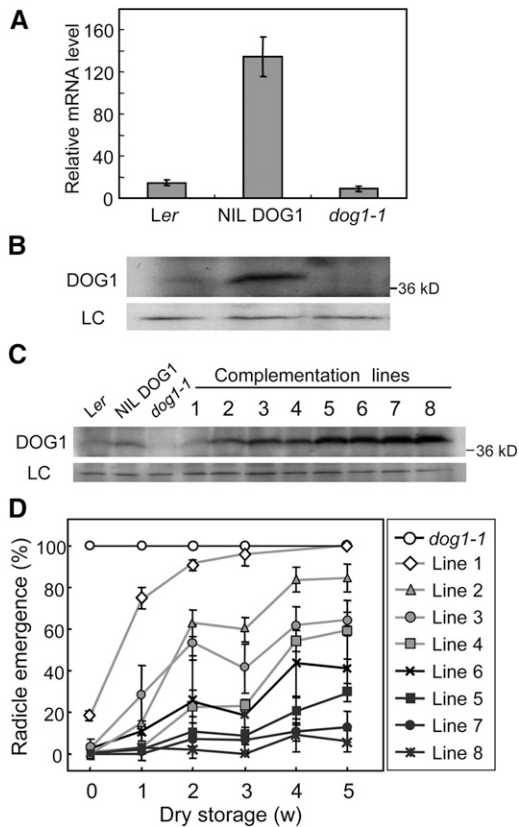 A
Relative mRNA level
160
120
80
40
0
Ler
NIL DOG1
dog1-1
B
DOG1
36 kD
LC
C
Ler
NIL DOG1
dog1-1
Complementation lines
1 2 3 4 5 6 7 8
DOG1
36 kD
LC
D
Radicle emergence (%)
100
80
60
40
20
0
0 1 2 3 4 5
Dry storage (w)
dog1-1
Line 1
Line 2
Line 3
Line 4
Line 6
Line 5
Line 7
Line 8